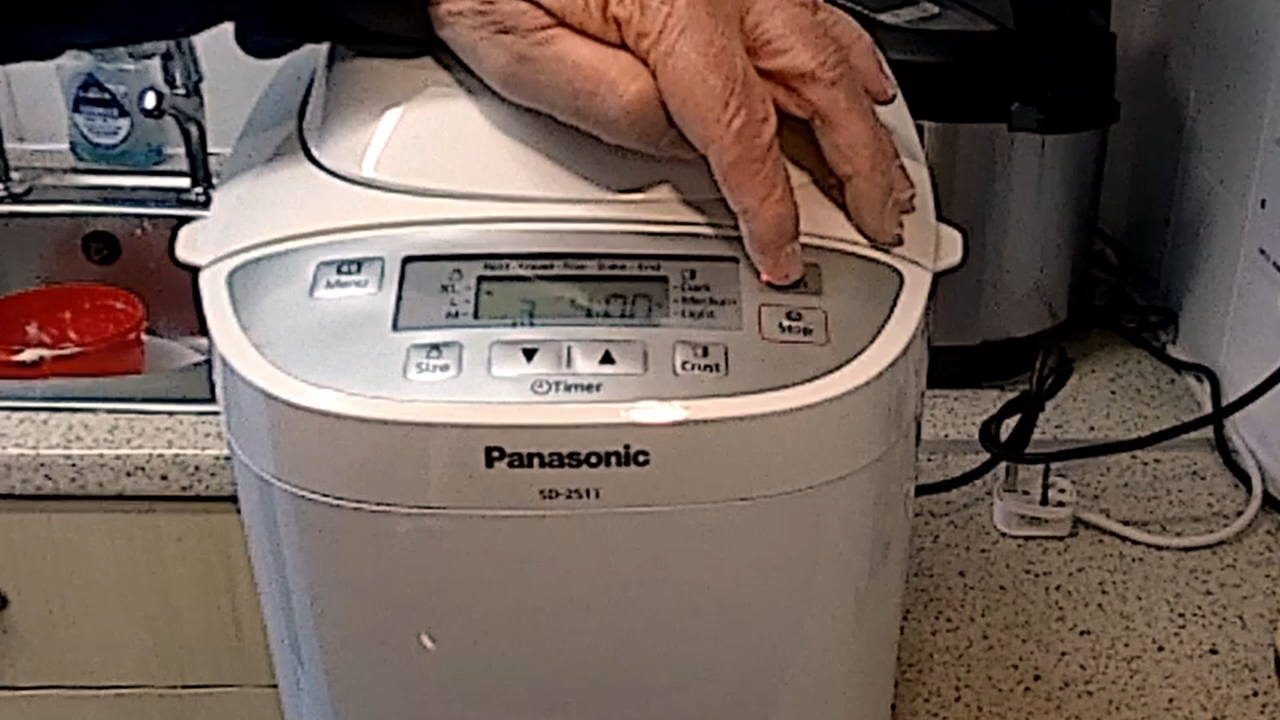 Menu
Rest - Knead - Rise - Bake - End
XL
L
M
Dark
Medium
Light
Stop
Size
▼ | ▲
Crust
Timer
Panasonic
SD-2511